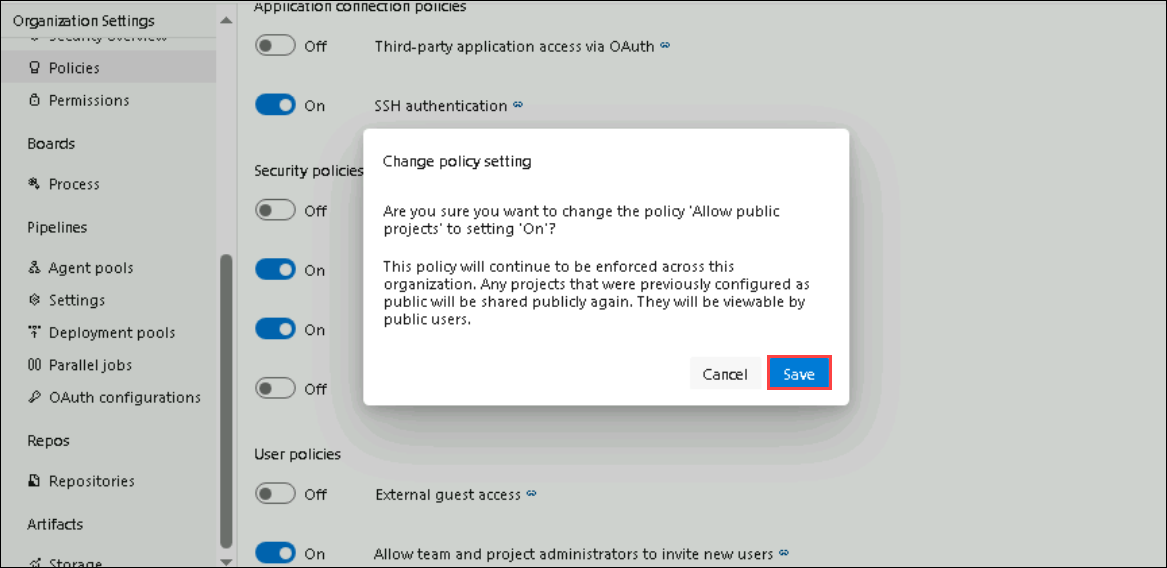 Organization Settings
Security overview
Policies
Permissions
Boards
Process
Pipelines
Agent pools
Settings
Deployment pools
Parallel jobs
OAuth configurations
Repos
Repositories
Artifacts
Storage
Application connection policies
Off Third-party application access via OAuth
On SSH authentication
Security policies
Off
On
On
Off
User policies
Off External guest access
On Allow team and project administrators to invite new users
Change policy setting
Are you sure you want to change the policy 'Allow public
projects' to setting 'On'?
This policy will continue to be enforced across this
organization. Any projects that were previously configured as
public will be shared publicly again. They will be viewable by
public users.
Cancel Save